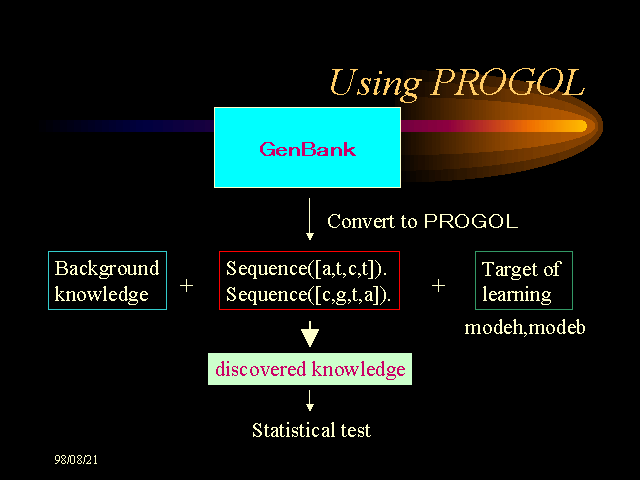 Using PROGOL
GenBank
Convert to PROGOL
Background
knowledge
+
Sequence([a,t,c,t]).
Sequence([c,g,t,a]).
+
Target of
learning
modeh,modeb
discovered knowledge
Statistical test
98/08/21